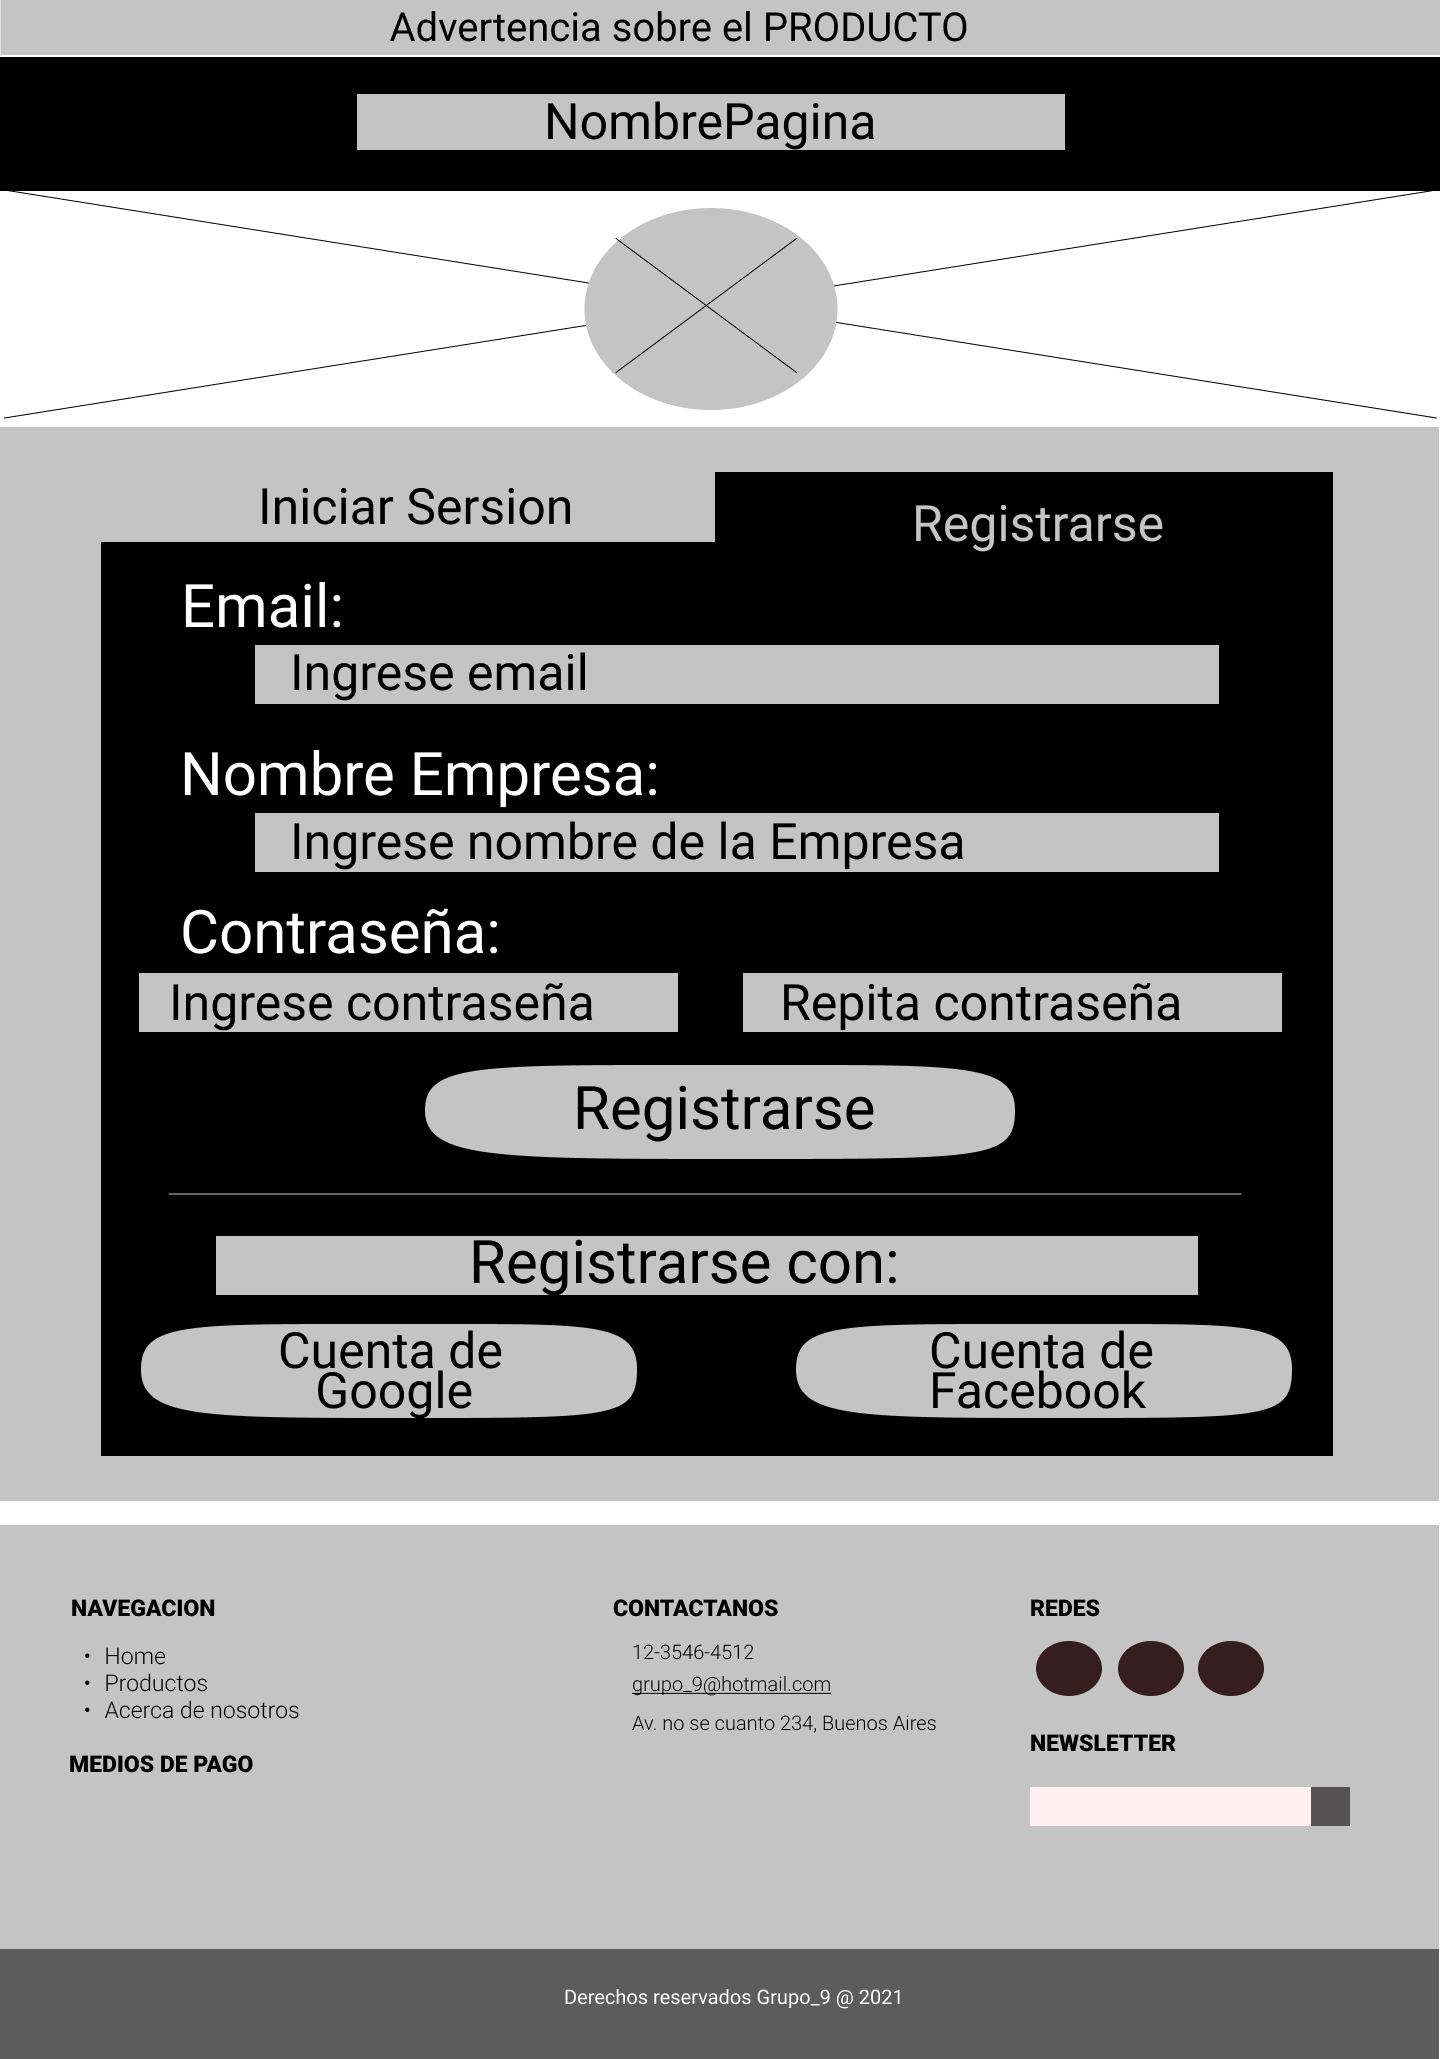 Advertencia sobre el PRODUCTO
NombrePagina
Iniciar Sersion
Registrarse
Email:
Ingrese email
Nombre Empresa:
Ingrese nombre de la Empresa
Contraseña:
Ingrese contraseña
Repita contraseña
Registrarse
Registrarse con:
Cuenta de
Google
Cuenta de
Facebook
NAVEGACION
• Home
• Productos
• Acerca de nosotros
MEDIOS DE PAGO
CONTACTANOS
12-3546-4512
grupo_9@hotmail.com
Av. no se cuanto 234, Buenos Aires
REDES
NEWSLETTER
Derechos reservados Grupo_9 @ 2021